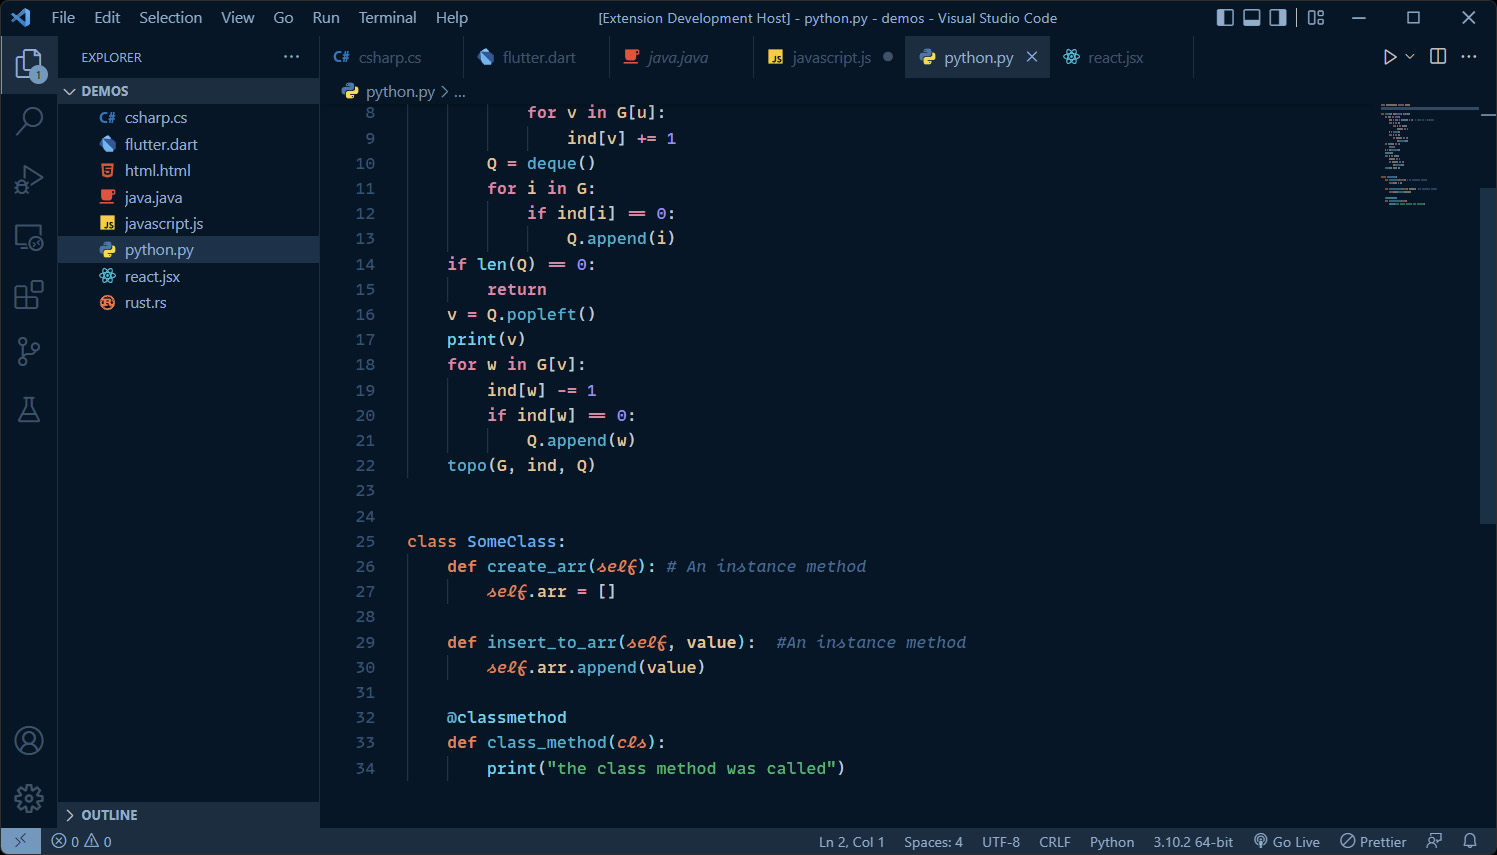 File Edit Selection View Go Run Terminal Help
[Extension Development Host] - python.py - demos - Visual Studio Code
1
EXPLORER
DEMOS
C# csharp.cs
flutter.dart
html.html
java.java
JS javascript.js
python.py
react.jsx
rust.rs
OUTLINE
C# csharp.cs flutter.dart java.java JS javascript.js python.py react.jsx
python.py > ...
8 for v in G[u]:
9 ind[v] += 1
10 Q = deque()
11 for i in G:
12 if ind[i] == 0:
13 Q.append(i)
14 if len(Q) == 0:
15 return
16 v = Q.popleft()
17 print(v)
18 for w in G[v]:
19 ind[w] -= 1
20 if ind[w] == 0:
21 Q.append(w)
22 topo(G, ind, Q)
23
24
25 class SomeClass:
26 def create_arr(self): # An instance method
27 self.arr = []
28
29 def insert_to_arr(self, value):  #An instance method
30 self.arr.append(value)
31
32 @classmethod
33 def class_method(cls):
34 print("the class method was called")
0 0
Ln 2, Col 1 Spaces: 4 UTF-8 CRLF Python 3.10.2 64-bit Go Live Prettier